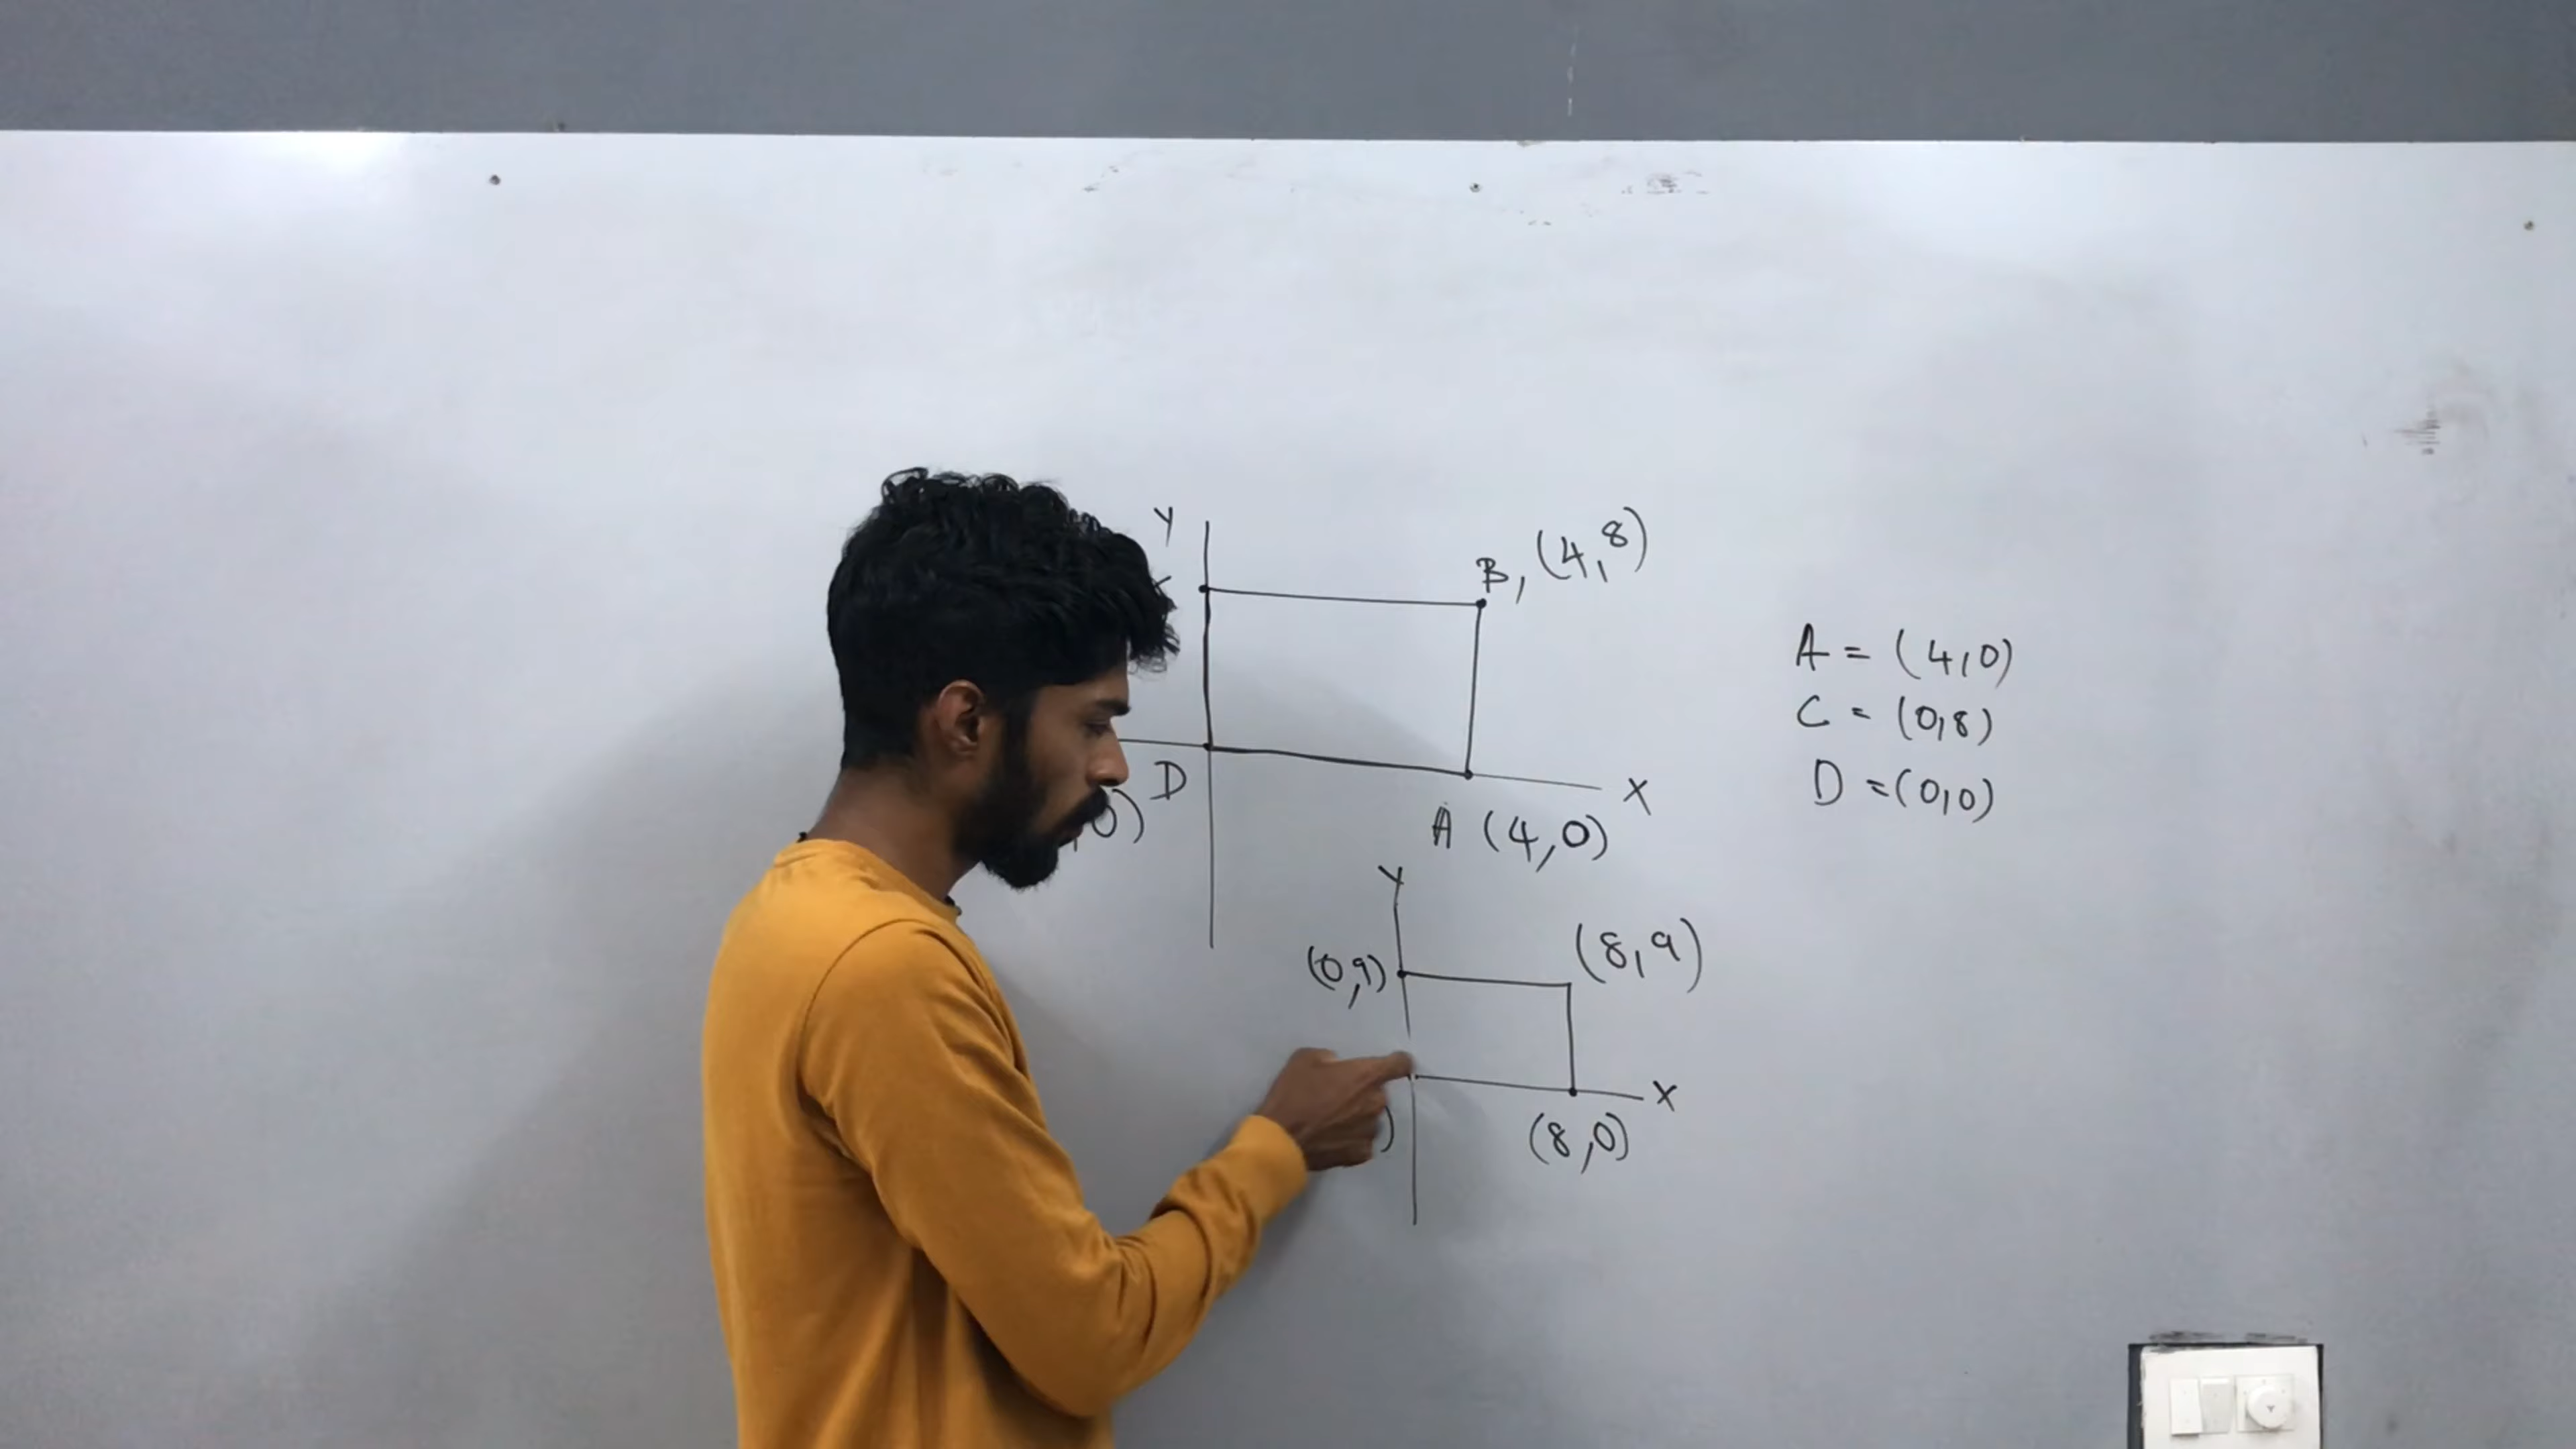 Y
B, (4,8)
D
X
A (4,0)
A = (4,0)
C = (0,8)
D = (0,0)
Y
(0,9)
(8,9)
X
(8,0)